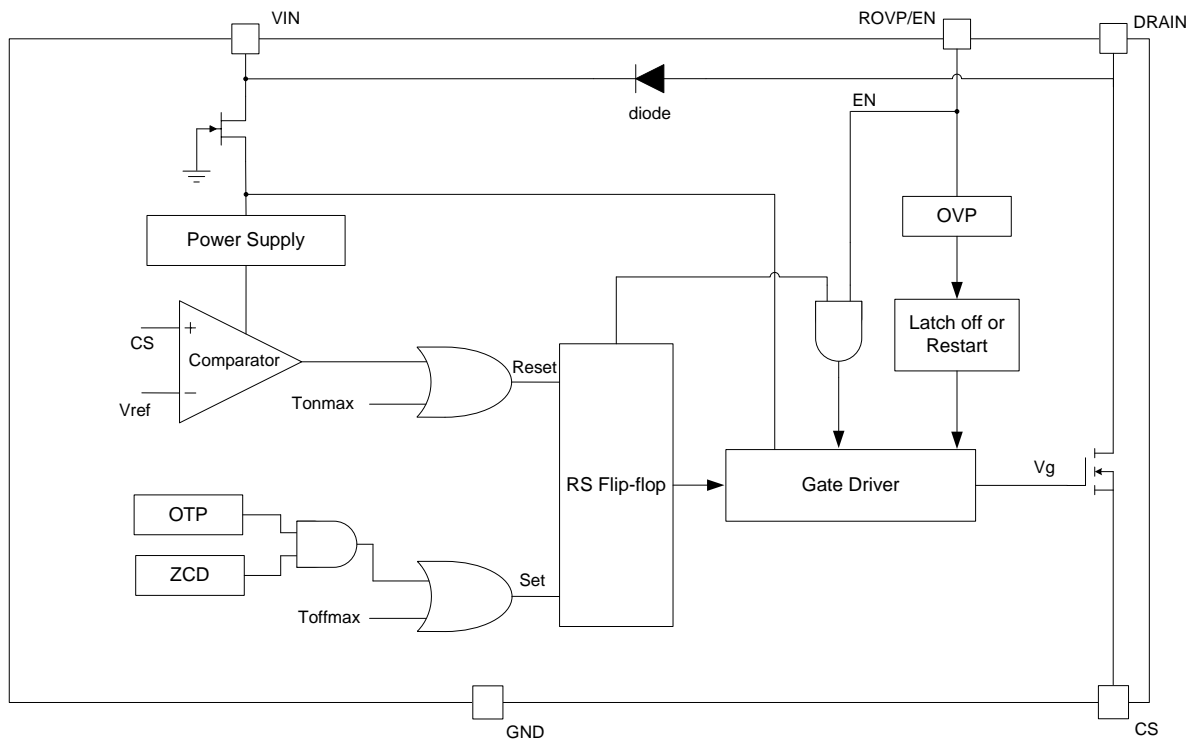 VIN
ROVP/EN
DRAIN
diode
EN
OVP
Power Supply
Latch off or
Restart
CS
+
Comparator
−
Vref
Reset
Tonmax
RS Flip-flop
Gate Driver
Vg
OTP
ZCD
Set
Toffmax
GND
CS